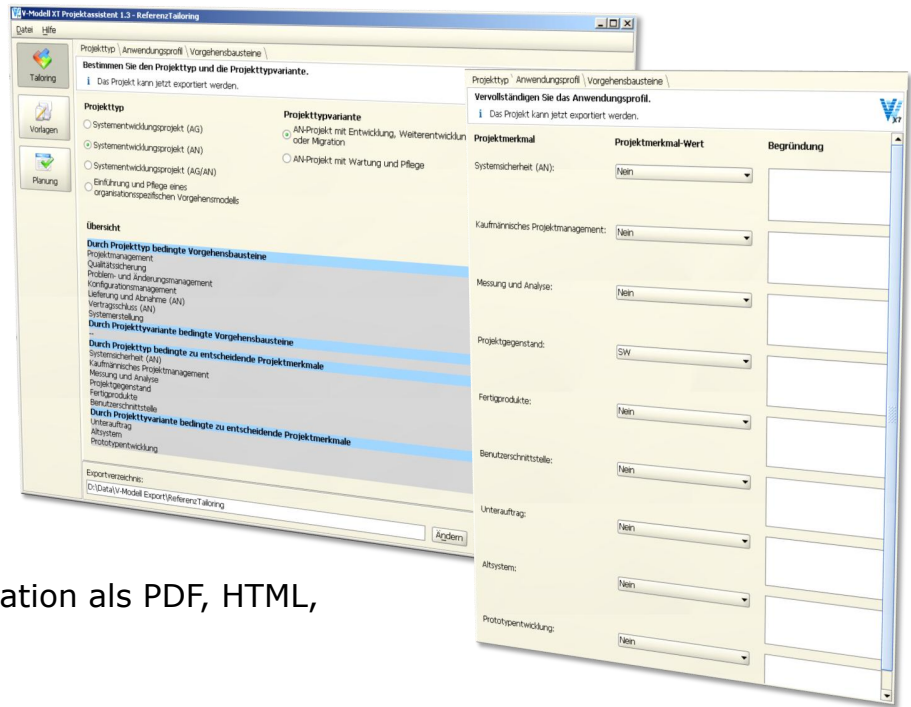 V-Modell XT Projektassistent 1.3 - ReferenzTailoring
Datei Hilfe
Tailoring
Vorlagen
Planung
Projekttyp Anwendungsprofil Vorgehensbausteine
Bestimmen Sie den Projekttyp und die Projekttypvariante.
i Das Projekt kann jetzt exportiert werden.
Projekttyp
Systementwicklungsprojekt (AG)
Systementwicklungsprojekt (AN)
Systementwicklungsprojekt (AG/AN)
Einführung und Pflege eines
organisationsspezifischen Vorgehensmodells
Projekttypvariante
AN-Projekt mit Entwicklung, Weiterentwicklun
oder Migration
AN-Projekt mit Wartung und Pflege
Übersicht
Durch Projekttyp bedingte Vorgehensbausteine
Projektmanagement
Qualitätssicherung
Problem- und Änderungsmanagement
Konfigurationsmanagement
Lieferung und Abnahme (AN)
Vertragsschluss (AN)
Systemerstellung
Durch Projekttyvariante bedingte Vorgehensbausteine
--
Durch Projekttyp bedingte zu entscheidende Projektmerkmale
Systemsicherheit (AN)
Kaufmännisches Projektmanagement
Messung und Analyse
Projektgegenstand
Fertigprodukte
Benutzerschnittstelle
Durch Projekttyvariante bedingte zu entscheidende Projektmerkmale
Unterauftrag
Altsystem
Prototypentwicklung
Exportverzeichnis:
D:\Data\V-Modell Export\ReferenzTailoring
Ändern
Projekttyp Anwendungsprofil Vorgehensbausteine
Vervollständigen Sie das Anwendungsprofil.
i Das Projekt kann jetzt exportiert werden.
XT
Projektmerkmal Projektmerkmal-Wert Begründung
Systemsicherheit (AN): Nein
Kaufmännisches Projektmanagement: Nein
Messung und Analyse: Nein
Projektgegenstand: SW
Fertigprodukte: Nein
Benutzerschnittstelle: Nein
Unterauftrag: Nein
Altsystem: Nein
Prototypentwicklung: Nein
ation als PDF, HTML,